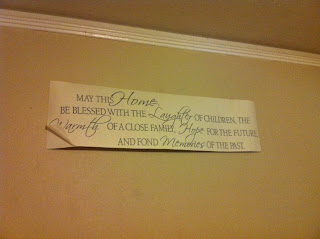 MAY THIS Home
BE BLESSED WITH THE Laughter OF CHILDREN, THE
Warmth OF A CLOSE FAMILY, Hope FOR THE FUTURE
AND FOND Memories OF THE PAST.